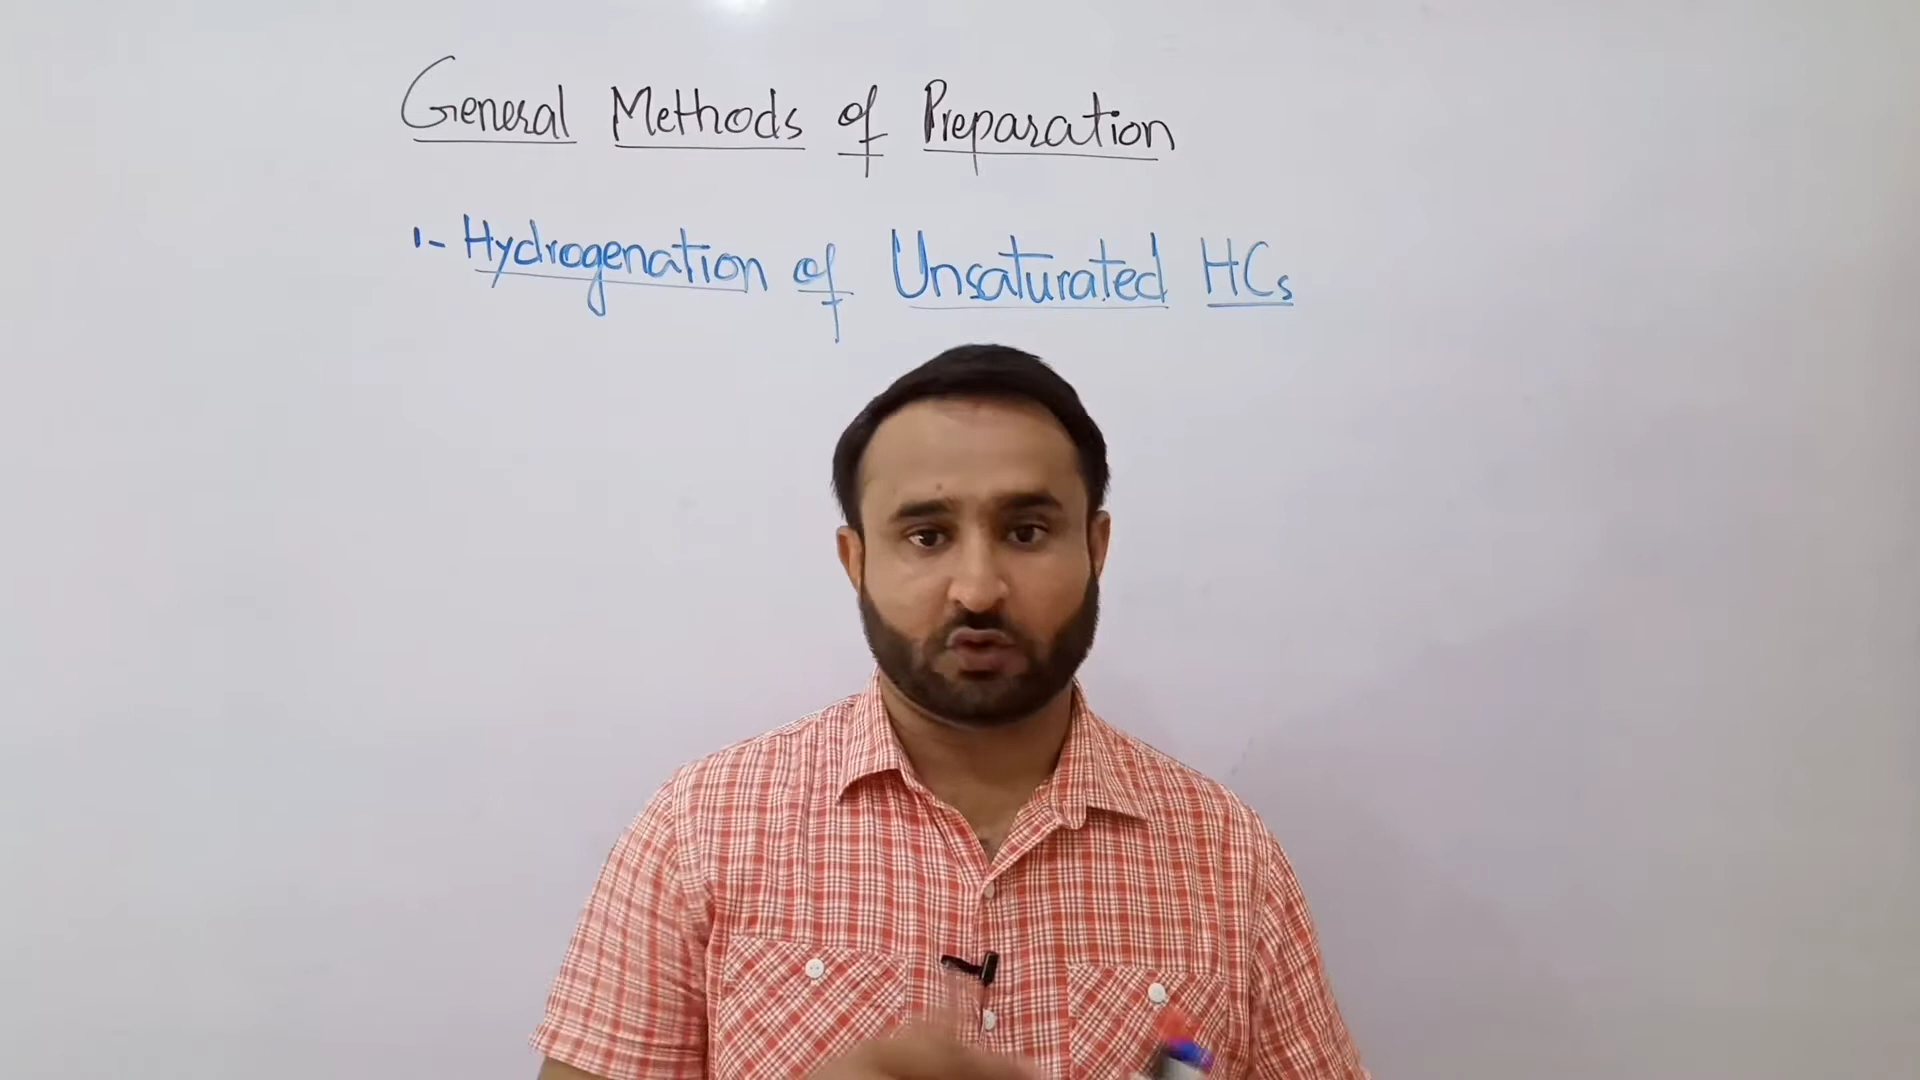 General Methods of Preparation
1- Hydrogenation of Unsaturated HCs